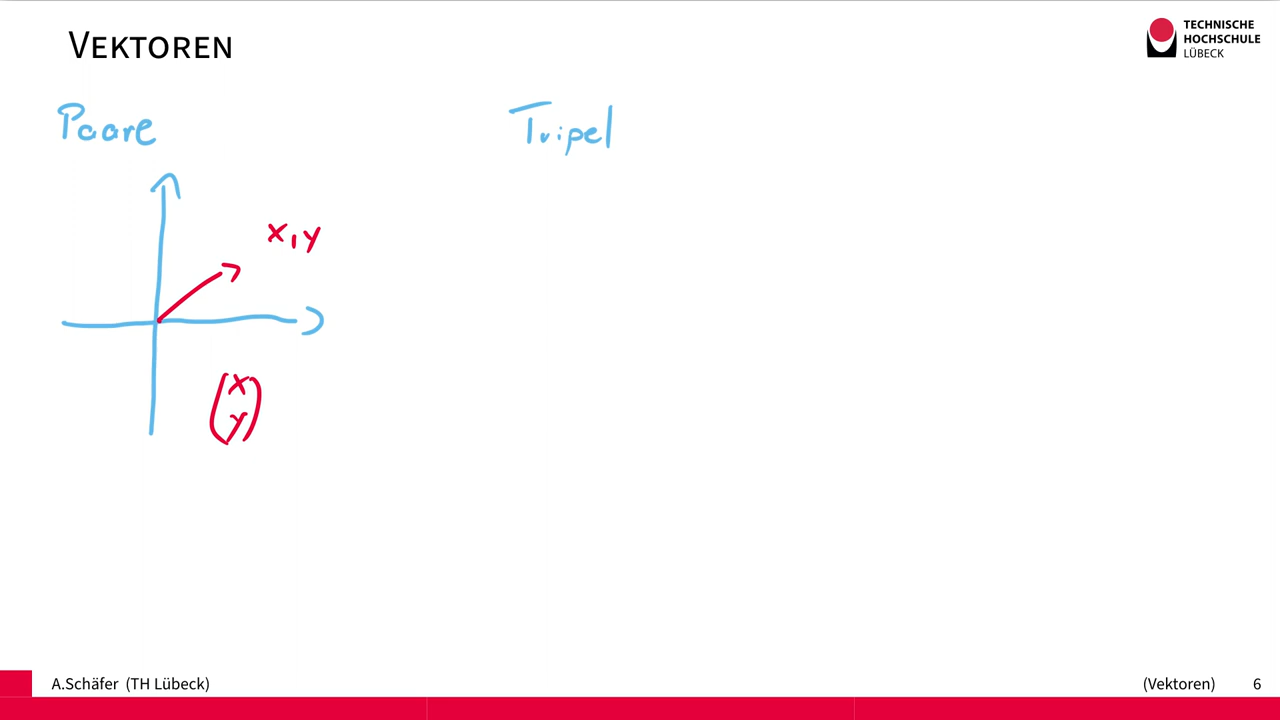 VEKTOREN
TECHNISCHE
HOCHSCHULE
LÜBECK
Paare
Tripel
x, y
(x
y)
A.Schäfer (TH Lübeck)
(Vektoren) 6